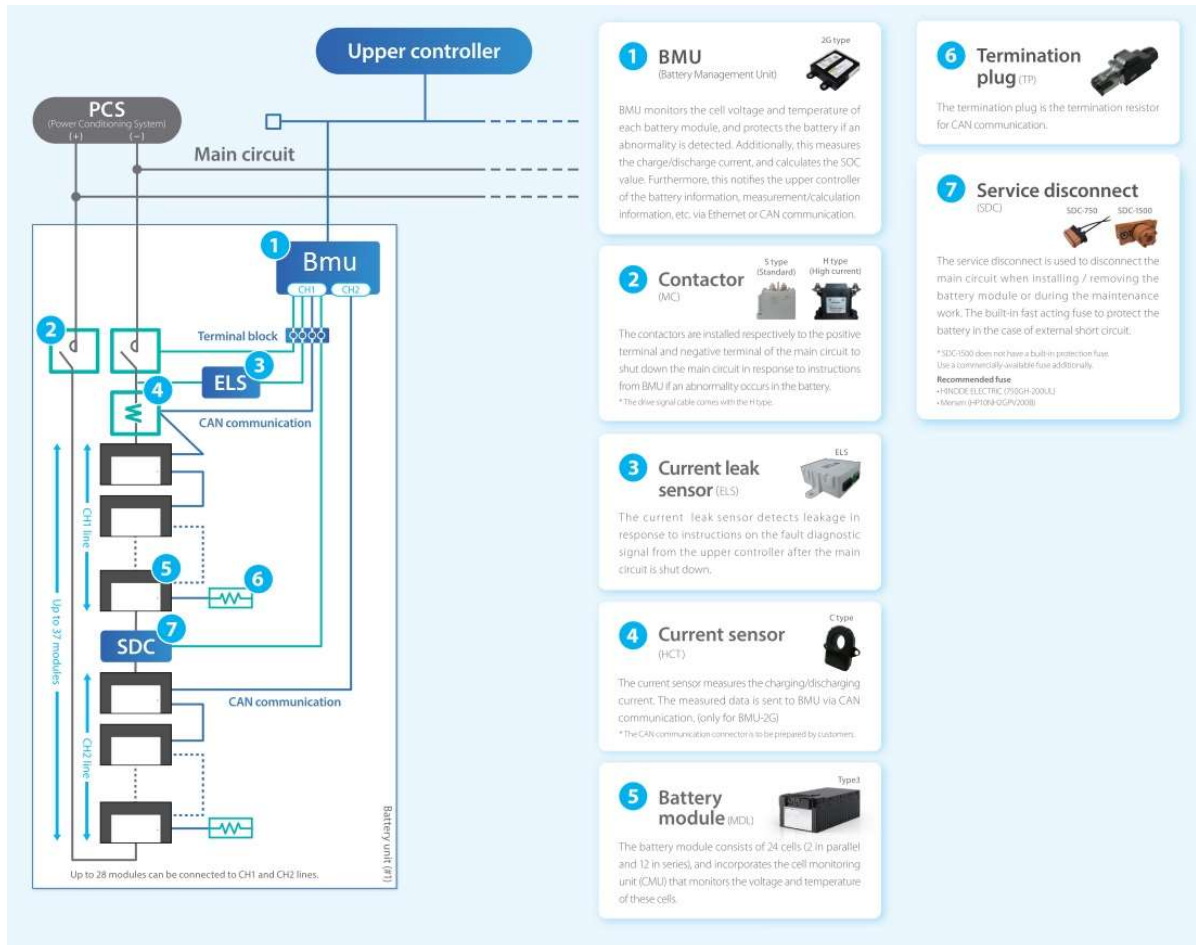 Upper controller
PCS
(Power Conditioning System)
(+) (−)
Main circuit
1
Bmu
CH1 CH2
2
Terminal block
3
ELS
4
CAN communication
CH1 line
5
6
Up to 37 modules
7
SDC
CAN communication
CH2 line
Battery unit (#1)
Up to 28 modules can be connected to CH1 and CH2 lines.
1 BMU
(Battery Management Unit)
2G type
BMU monitors the cell voltage and temperature of
each battery module, and protects the battery if an
abnormality is detected. Additionally, this measures
the charge/discharge current, and calculates the SOC
value. Furthermore, this notifies the upper controller
of the battery information, measurement/calculation
information, etc. via Ethernet or CAN communication.
2 Contactor
(MC)
S type
(Standard)
H type
(High current)
The contactors are installed respectively to the positive
terminal and negative terminal of the main circuit to
shut down the main circuit in response to instructions
from BMU if an abnormality occurs in the battery.
* The drive signal cable comes with the H type.
3 Current leak
sensor (ELS)
ELS
The current leak sensor detects leakage in
response to instructions on the fault diagnostic
signal from the upper controller after the main
circuit is shut down.
4 Current sensor
(HCT)
C type
The current sensor measures the charging/discharging
current. The measured data is sent to BMU via CAN
communication. (only for BMU-2G)
* The CAN communication connector is to be prepared by customers.
5 Battery
module (MDL)
Type3
The battery module consists of 24 cells (2 in parallel
and 12 in series), and incorporates the cell monitoring
unit (CMU) that monitors the voltage and temperature
of these cells.
6 Termination
plug (TP)
The termination plug is the termination resistor
for CAN communication.
7 Service disconnect
(SDC)
SDC-750 SDC-1500
The service disconnect is used to disconnect the
main circuit when installing / removing the
battery module or during the maintenance
work. The built-in fast acting fuse to protect the
battery in the case of external short circuit.
* SDC-1500 does not have a built-in protection fuse.
Use a commercially-available fuse additionally.
Recommended fuse
• HINODE ELECTRIC (750GH-200UL)
• Mersen (HP10NH2GPV200B)